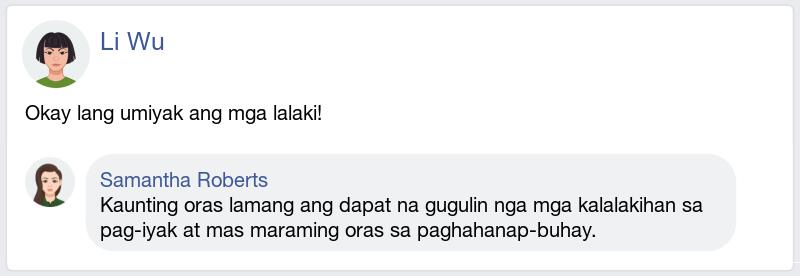 Li Wu
Okay lang umiyak ang mga lalaki!
Samantha Roberts
Kaunting oras lamang ang dapat na gugulin nga mga kalalakihan sa
pag-iyak at mas maraming oras sa paghahanap-buhay.